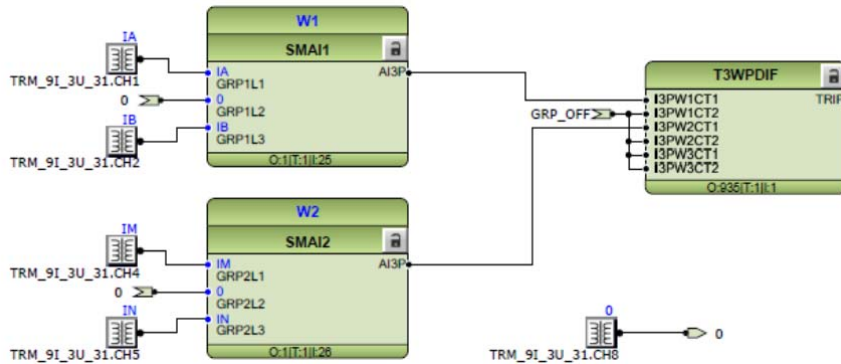 W1
IA
SMAI1
TRM_9I_3U_31.CH1
IA
AI3P
GRP1L1
0
0
GRP1L2
IB
IB
GRP1L3
TRM_9I_3U_31.CH2
O:1|T:1|I:25
T3WPDIF
I3PW1CT1
TRIP
GRP_OFF
I3PW1CT2
I3PW2CT1
I3PW2CT2
I3PW3CT1
I3PW3CT2
O:935|T:1|I:1
W2
IM
SMAI2
TRM_9I_3U_31.CH4
IM
AI3P
GRP2L1
0
0
GRP2L2
IN
IN
GRP2L3
TRM_9I_3U_31.CH5
O:1|T:1|I:26
0
0
TRM_9I_3U_31.CH8